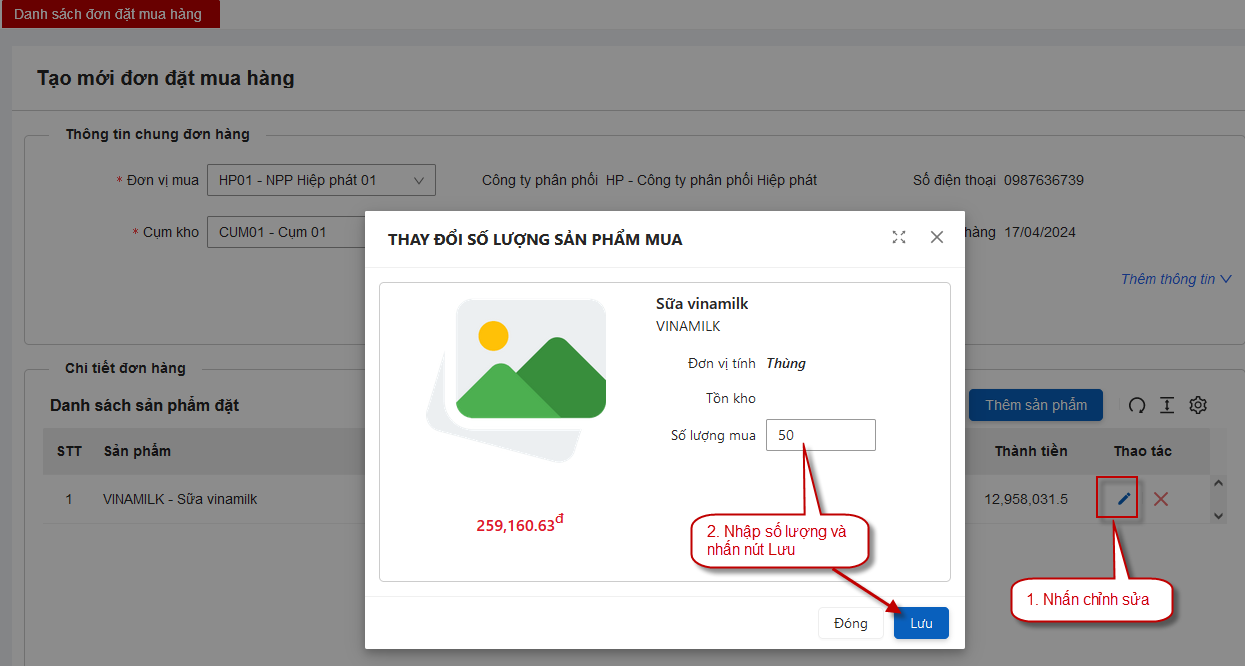 Danh sách đơn đặt mua hàng
Tạo mới đơn đặt mua hàng
Thông tin chung đơn hàng
* Đơn vị mua HP01 - NPP Hiệp phát 01 Công ty phân phối HP - Công ty phân phối Hiệp phát Số điện thoại 0987636739
* Cụm kho CUM01 - Cụm 01 hàng 17/04/2024
Thêm thông tin
THAY ĐỔI SỐ LƯỢNG SẢN PHẨM MUA
Sữa vinamilk
VINAMILK
Đơn vị tính Thùng
Tồn kho
Số lượng mua 50
259,160.63đ
2. Nhập số lượng và
nhấn nút Lưu
Đóng Lưu
Chi tiết đơn hàng
Danh sách sản phẩm đặt Thêm sản phẩm
STT Sản phẩm Thành tiền Thao tác
1 VINAMILK - Sữa vinamilk 12,958,031.5
1. Nhấn chỉnh sửa